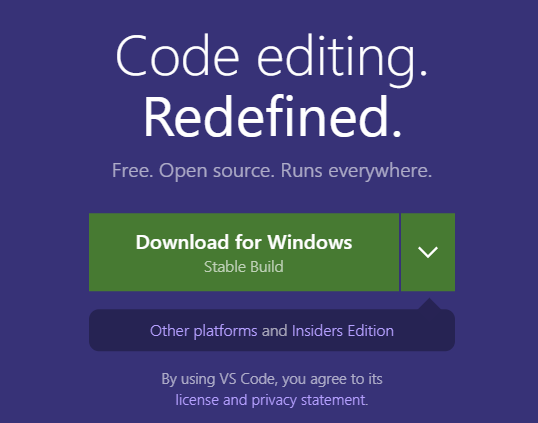 Code editing.
Redefined.
Free. Open source. Runs everywhere.
Download for Windows
Stable Build
Other platforms and Insiders Edition
By using VS Code, you agree to its
license and privacy statement.